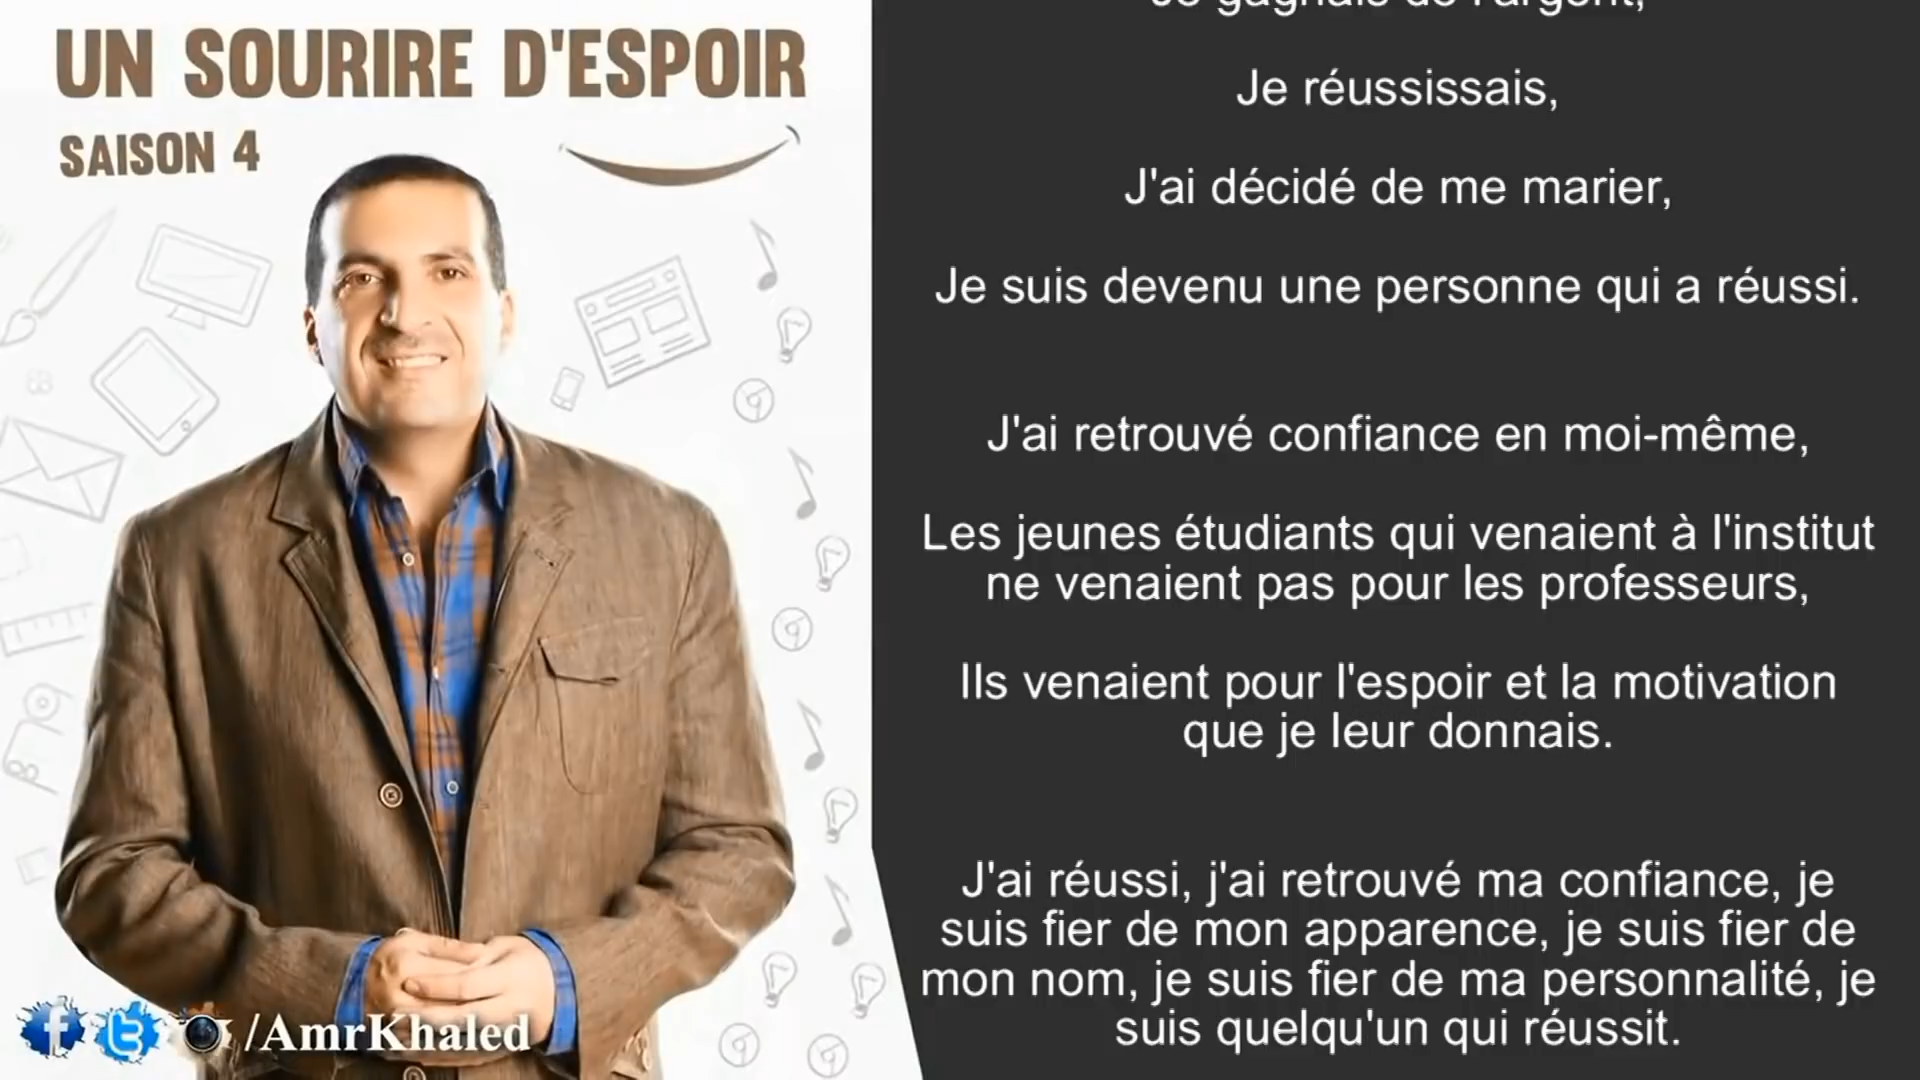 UN SOURIRE D'ESPOIR
SAISON 4
/AmrKhaled
Je gagnais de l'argent,
Je réussissais,
J'ai décidé de me marier,
Je suis devenu une personne qui a réussi.
J'ai retrouvé confiance en moi-même,
Les jeunes étudiants qui venaient à l'institut
ne venaient pas pour les professeurs,
Ils venaient pour l'espoir et la motivation
que je leur donnais.
J'ai réussi, j'ai retrouvé ma confiance, je
suis fier de mon apparence, je suis fier de
mon nom, je suis fier de ma personnalité, je
suis quelqu'un qui réussit.